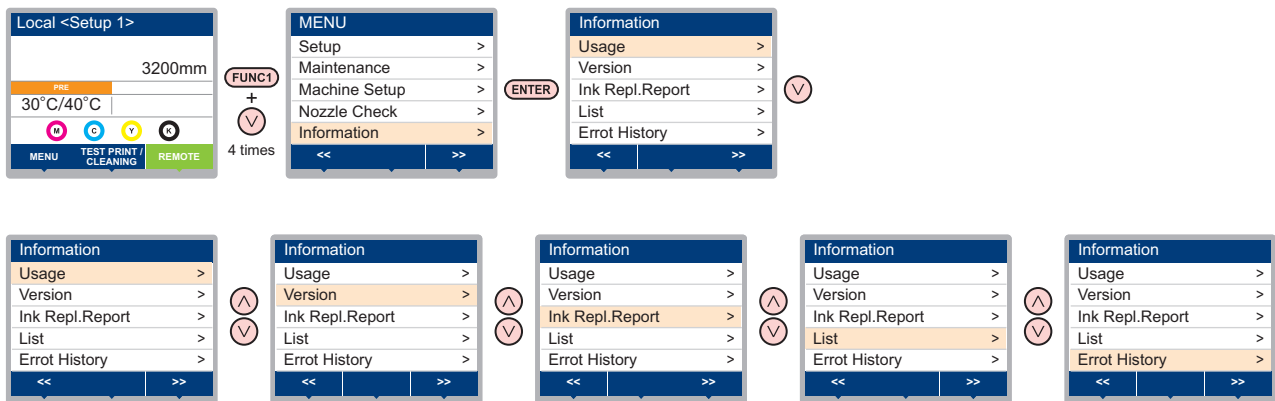 Local <Setup 1>
3200mm
PRE
30°C/40°C
M C Y K
MENU TEST PRINT / CLEANING REMOTE
FUNC1
+
4 times
MENU
Setup >
Maintenance >
Machine Setup >
Nozzle Check >
Information >
<< >>
ENTER
Information
Usage >
Version >
Ink Repl.Report >
List >
Errot History >
<< >>
Information
Usage >
Version >
Ink Repl.Report >
List >
Errot History >
<< >>
Information
Usage >
Version >
Ink Repl.Report >
List >
Errot History >
<< >>
Information
Usage >
Version >
Ink Repl.Report >
List >
Errot History >
<< >>
Information
Usage >
Version >
Ink Repl.Report >
List >
Errot History >
<< >>
Information
Usage >
Version >
Ink Repl.Report >
List >
Errot History >
<< >>